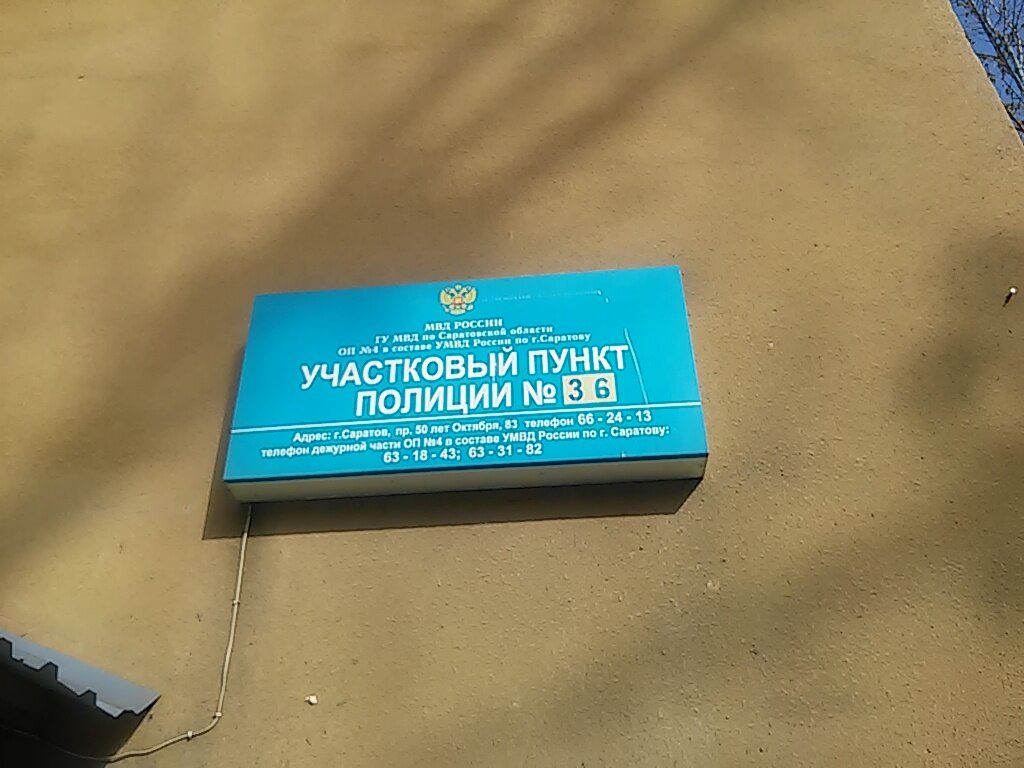 МВД РОССИИ
ГУ МВД по Саратовской области
ОП №4 в составе УМВД России по г.Саратову
УЧАСТКОВЫЙ ПУНКТ
ПОЛИЦИИ № 36
Адрес: г.Саратов, пр. 50 лет Октября, 83 телефон 66 - 24 - 13
телефон дежурной части ОП №4 в составе УМВД России по г. Саратову:
63 - 18 - 43; 63 - 31 - 82